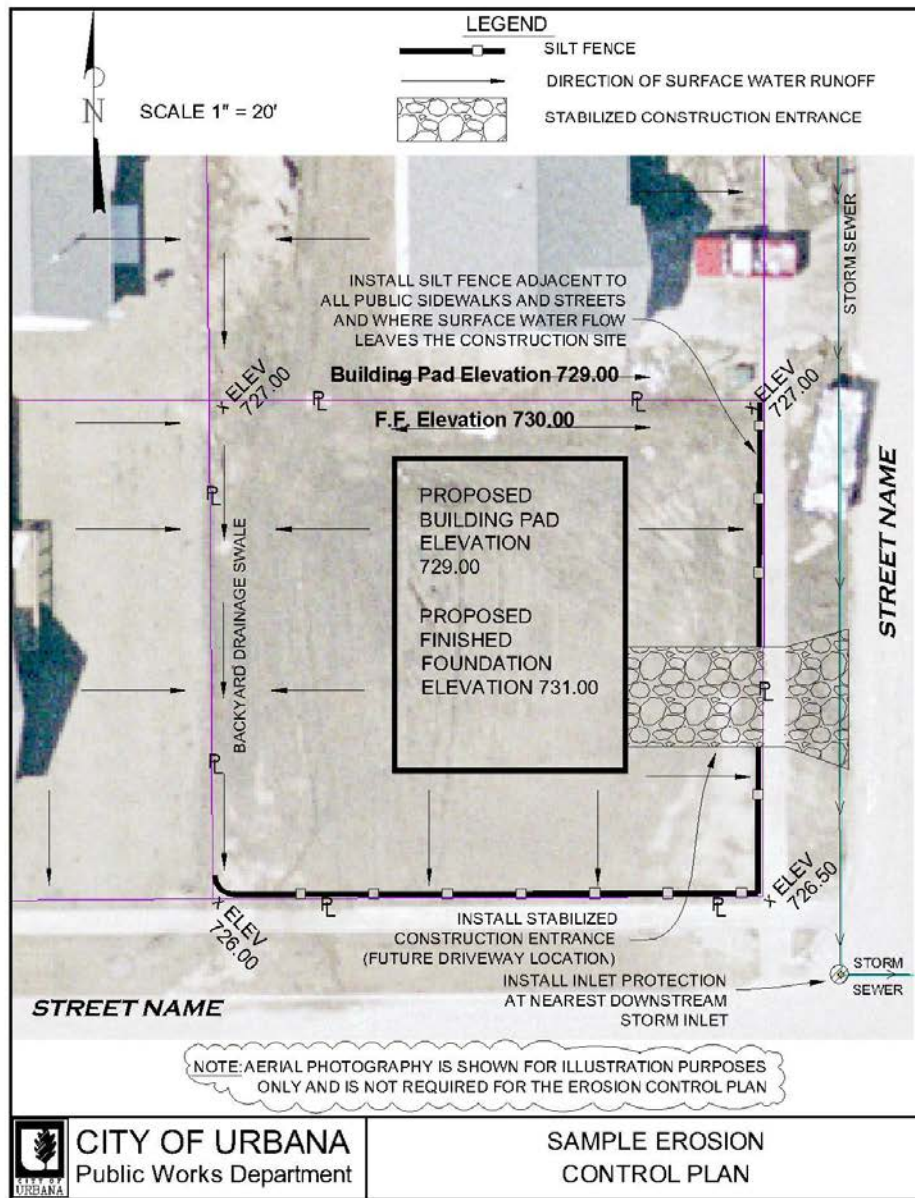 LEGEND
SILT FENCE
DIRECTION OF SURFACE WATER RUNOFF
STABILIZED CONSTRUCTION ENTRANCE
N
SCALE 1" = 20'
STORM SEWER
INSTALL SILT FENCE ADJACENT TO
ALL PUBLIC SIDEWALKS AND STREETS
AND WHERE SURFACE WATER FLOW
LEAVES THE CONSTRUCTION SITE
Building Pad Elevation 729.00
x ELEV
727.00
PL
PL
x ELEV
727.00
F.F. Elevation 730.00
STREET NAME
PL
PROPOSED
BUILDING PAD
ELEVATION
729.00
PROPOSED
FINISHED
FOUNDATION
ELEVATION 731.00
BACKYARD DRAINAGE SWALE
PL
PL
x ELEV
726.00
PL
PL
x ELEV
726.50
INSTALL STABILIZED
CONSTRUCTION ENTRANCE
(FUTURE DRIVEWAY LOCATION)
INSTALL INLET PROTECTION
AT NEAREST DOWNSTREAM
STORM INLET
STORM
SEWER
STREET NAME
NOTE: AERIAL PHOTOGRAPHY IS SHOWN FOR ILLUSTRATION PURPOSES
ONLY AND IS NOT REQUIRED FOR THE EROSION CONTROL PLAN
CITY OF
URBANA
CITY OF URBANA
Public Works Department
SAMPLE EROSION
CONTROL PLAN